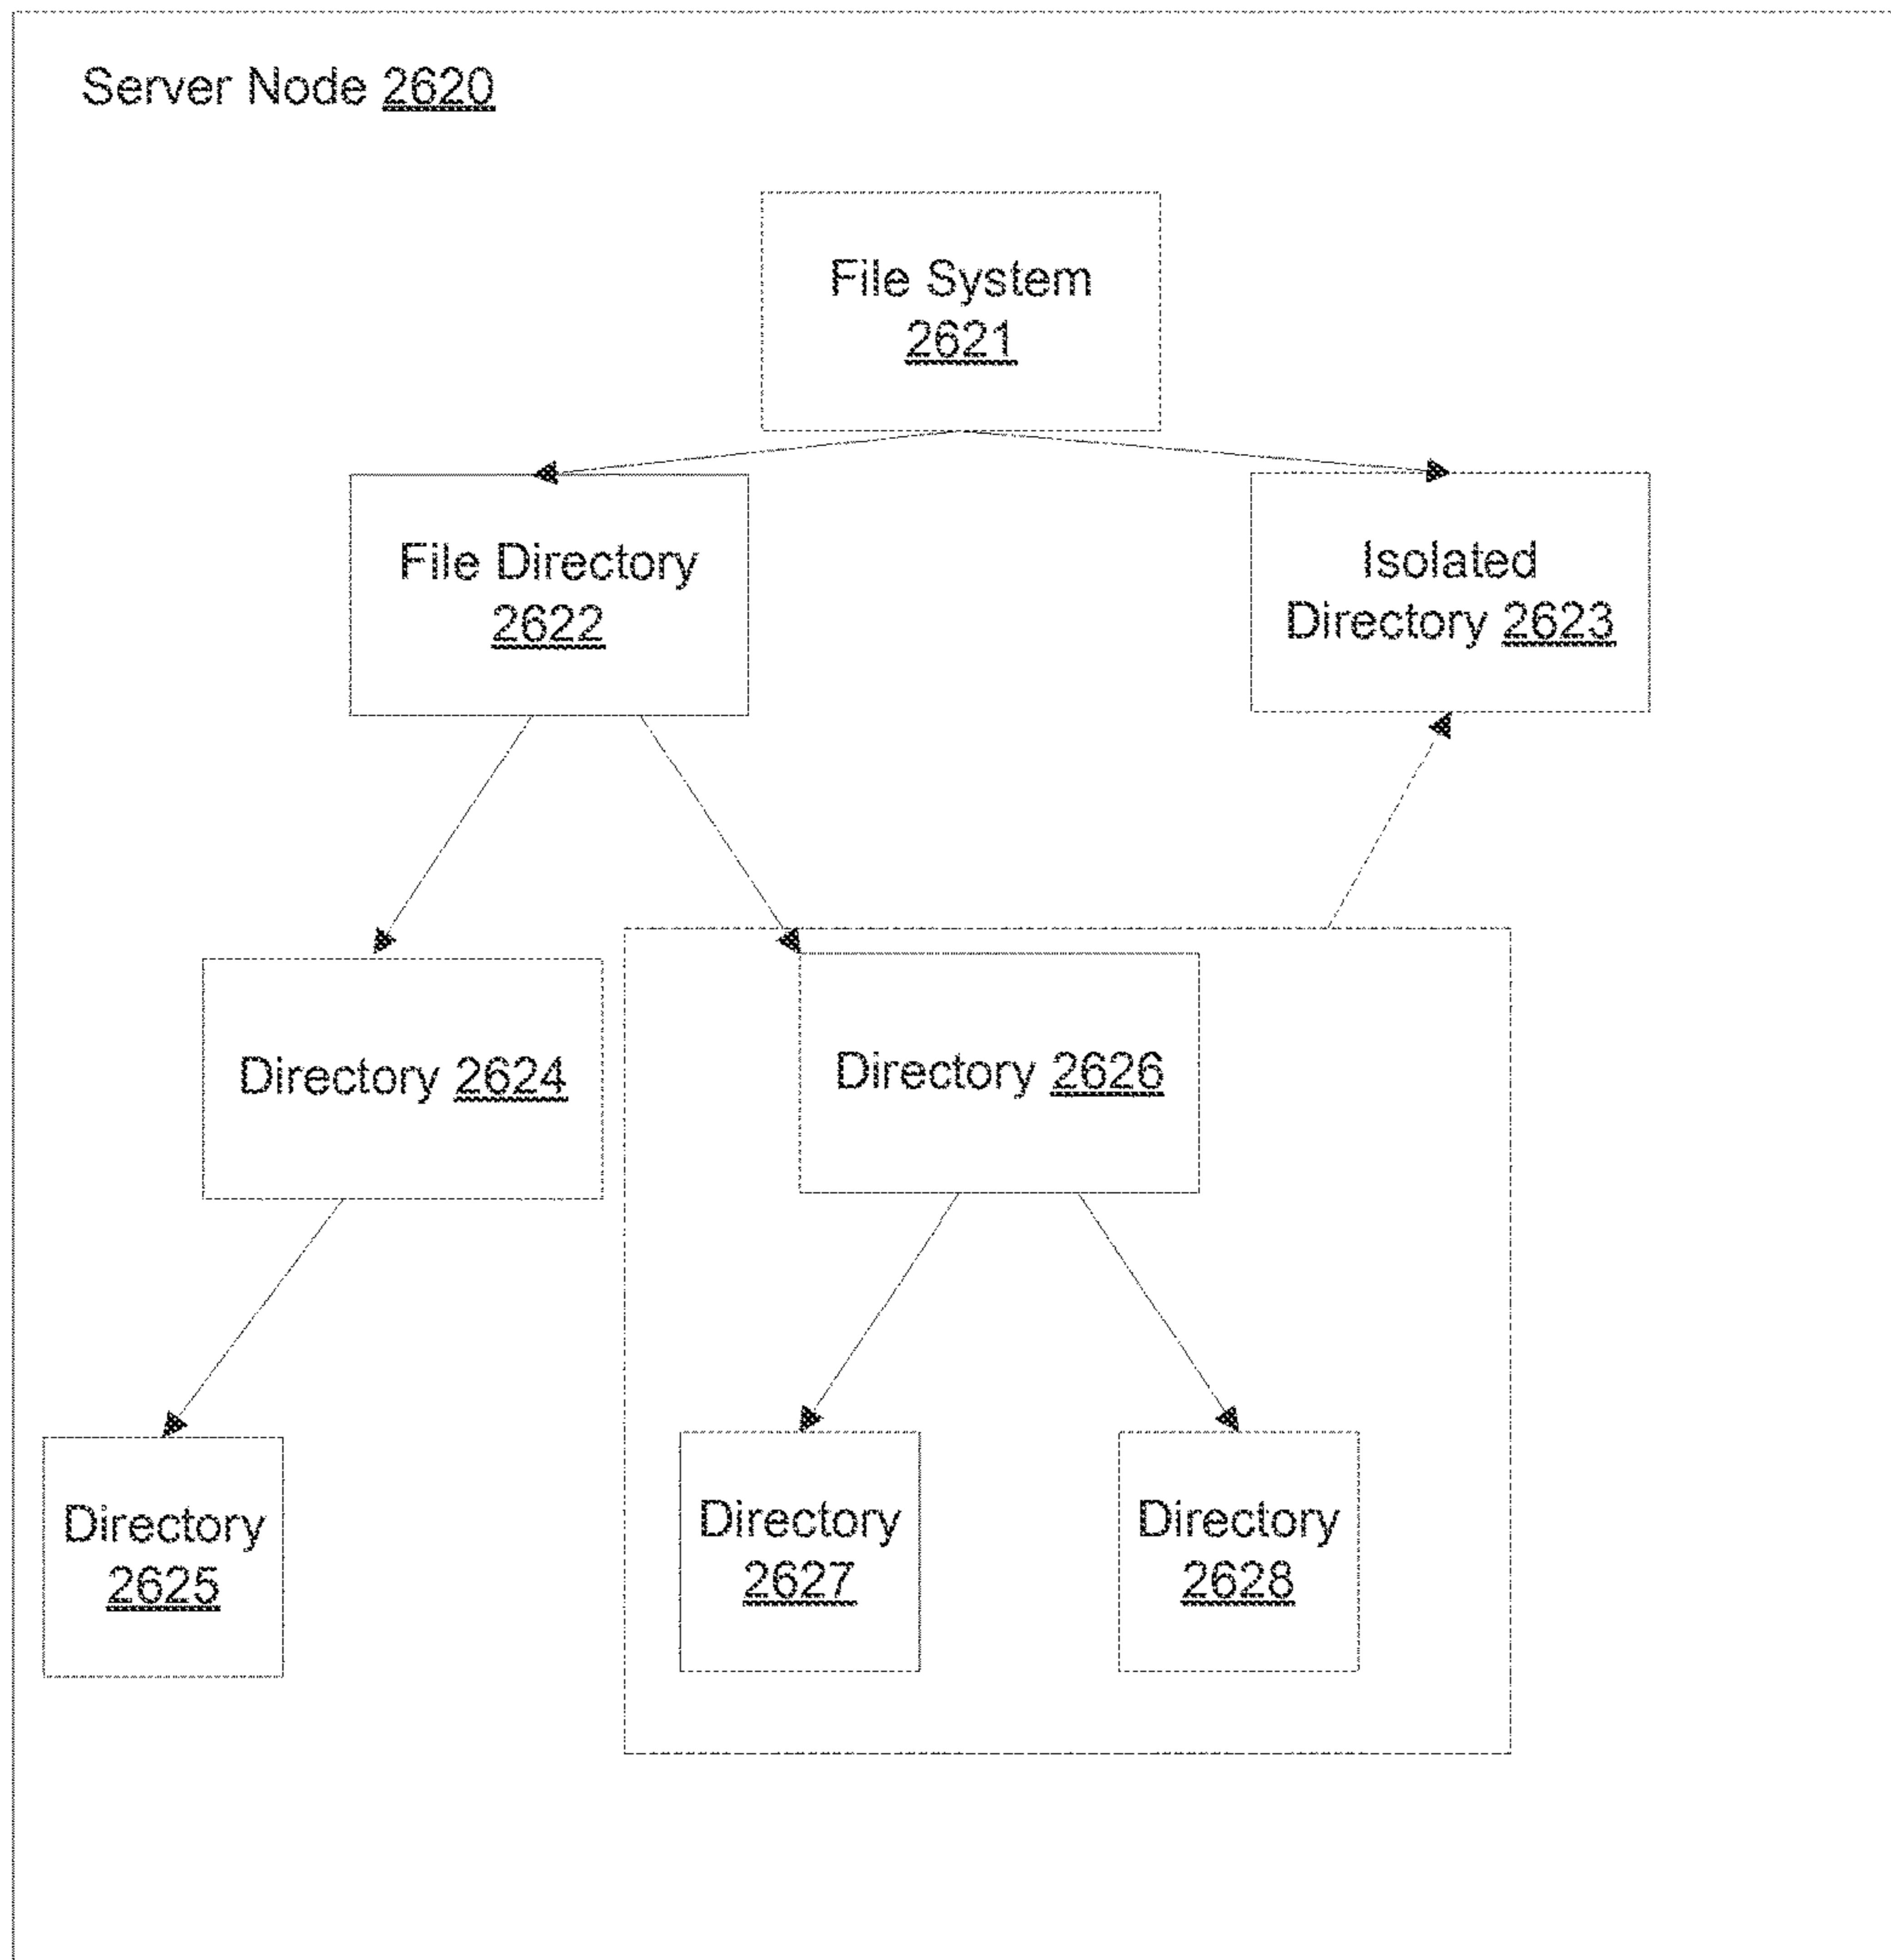 Server Node 2620
File System
2621
File Directory
2622
Isolated
Directory 2623
Directory 2624
Directory 2626
Directory
2625
Directory
2627
Directory
2628